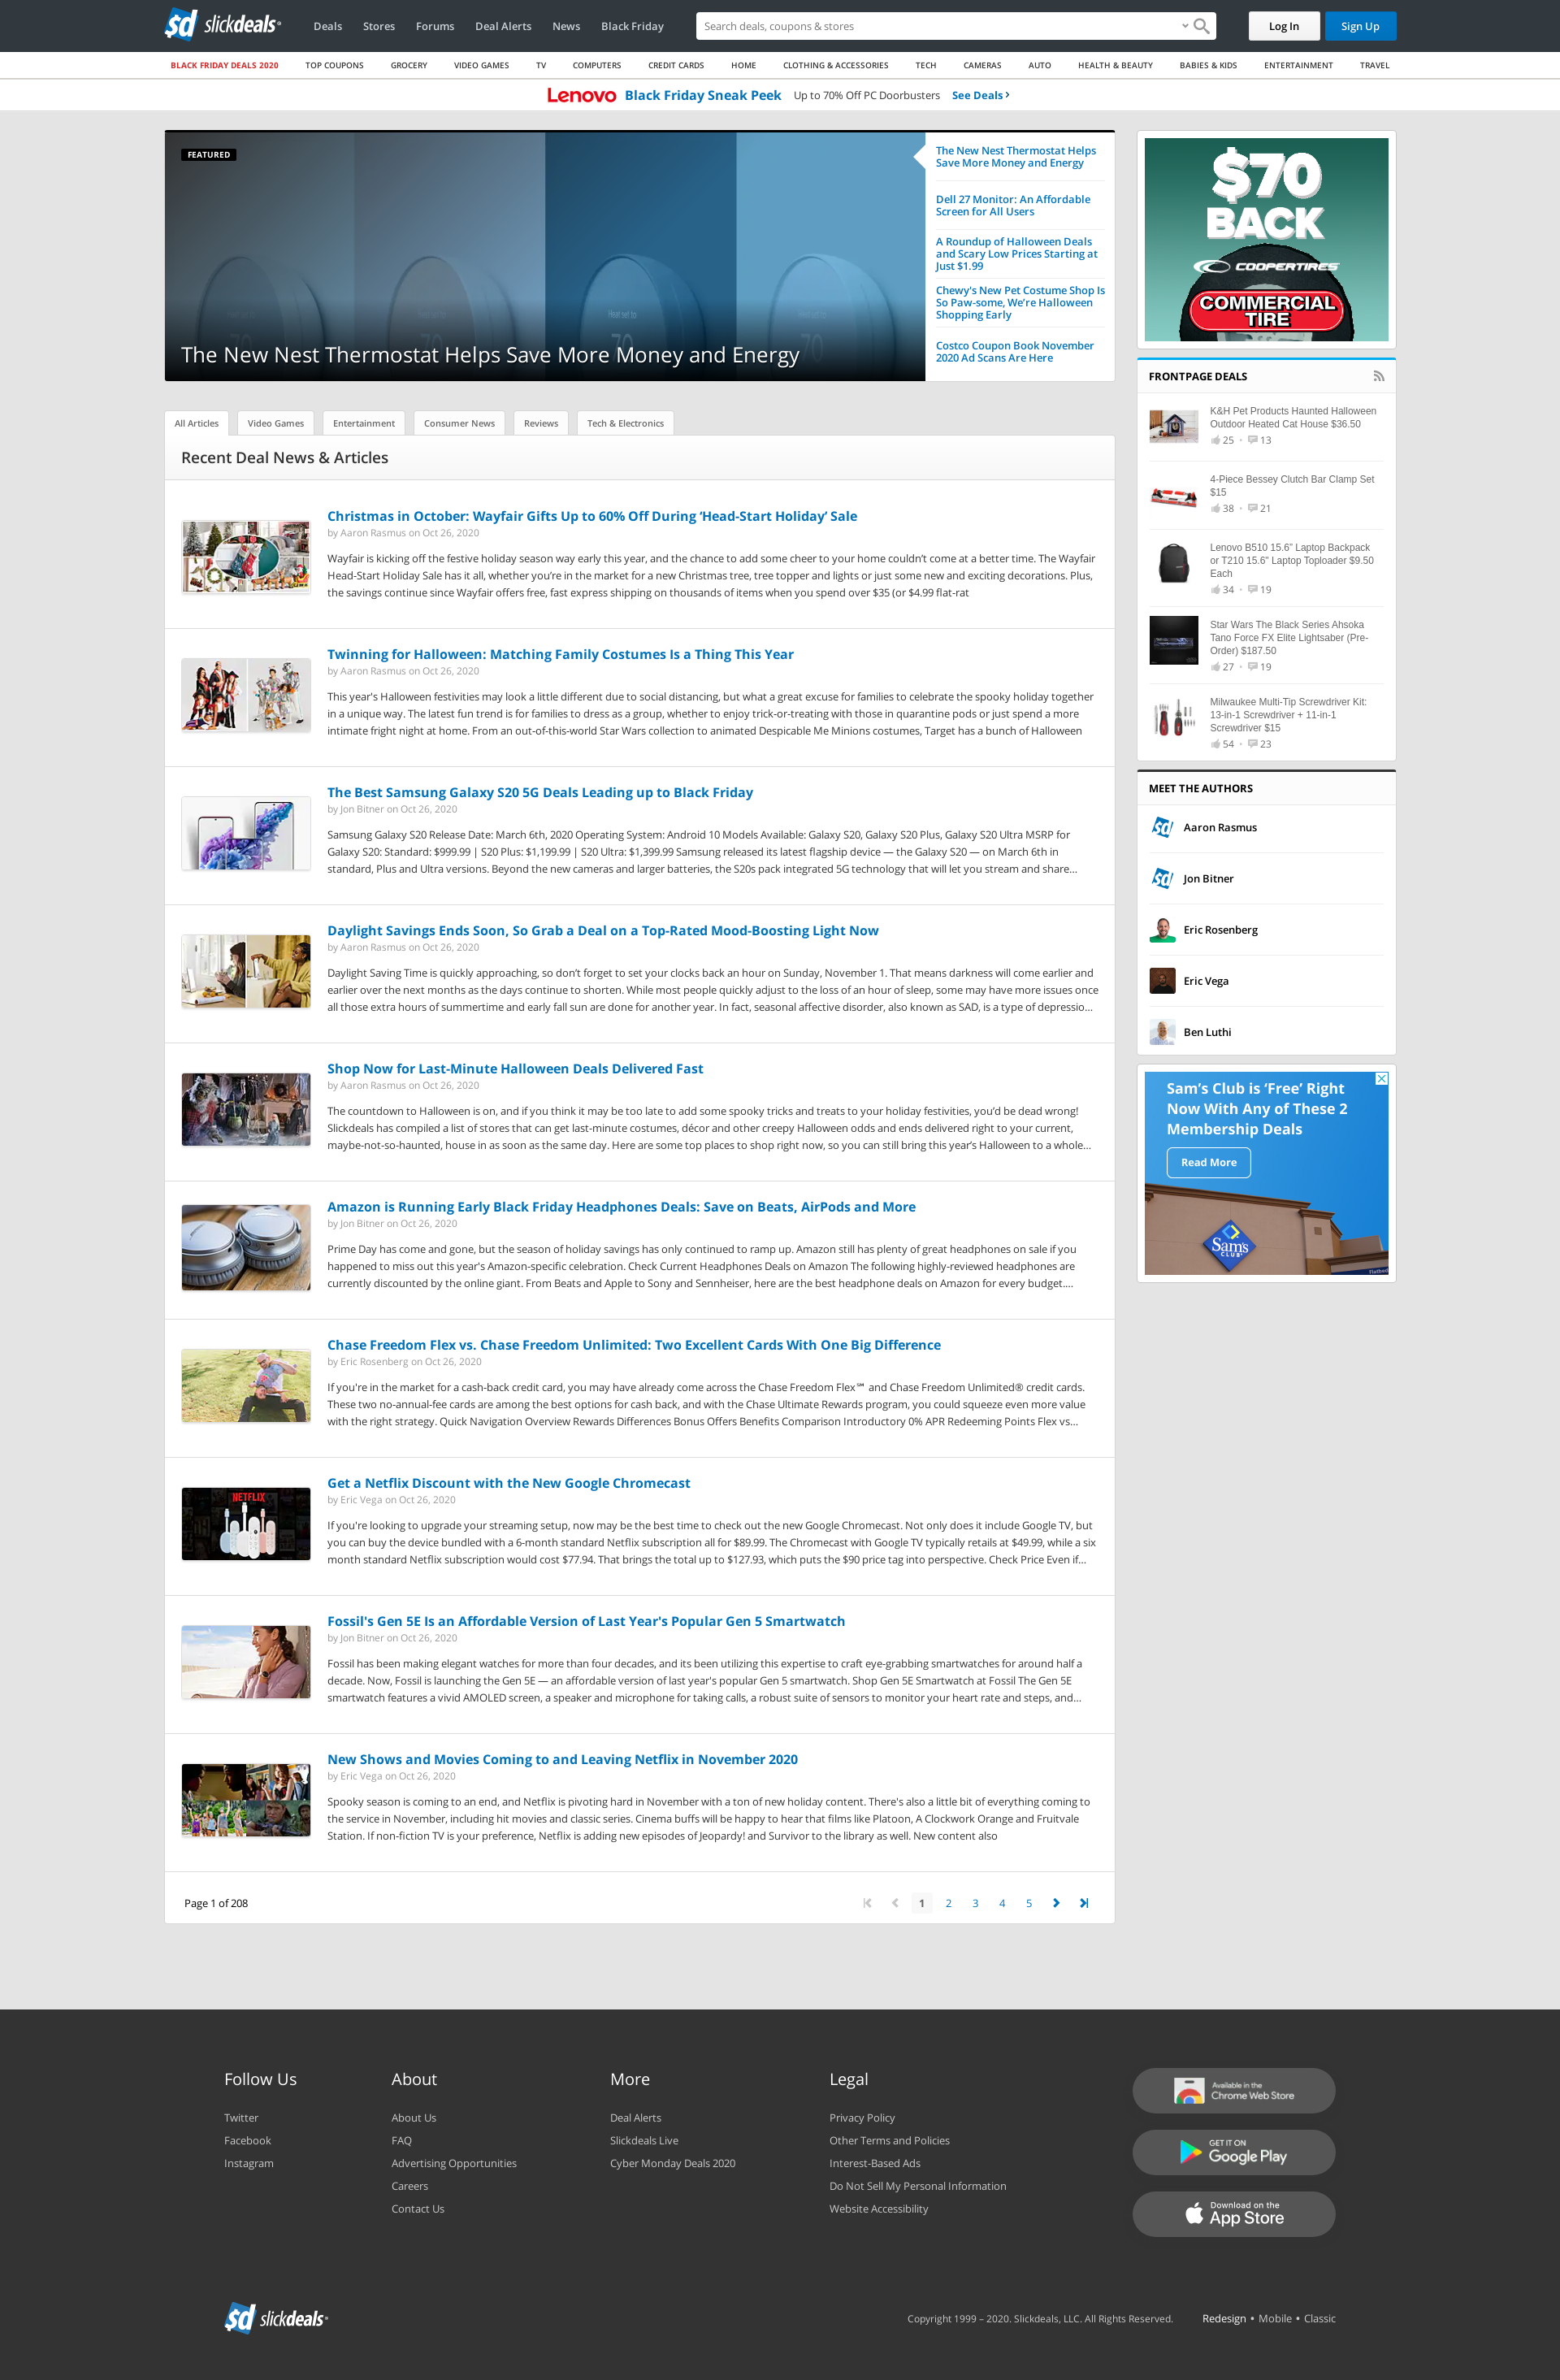 sd slickdeals
Deals Stores Forums Deal Alerts News Black Friday
Search deals, coupons & stores
Log In
Sign Up
BLACK FRIDAY DEALS 2020 TOP COUPONS GROCERY VIDEO GAMES TV COMPUTERS CREDIT CARDS HOME CLOTHING & ACCESSORIES TECH CAMERAS AUTO HEALTH & BEAUTY BABIES & KIDS ENTERTAINMENT TRAVEL
Lenovo Black Friday Sneak Peek Up to 70% Off PC Doorbusters See Deals
FEATURED
The New Nest Thermostat Helps Save More Money and Energy
The New Nest Thermostat Helps
Save More Money and Energy
Dell 27 Monitor: An Affordable
Screen for All Users
A Roundup of Halloween Deals
and Scary Low Prices Starting at
Just $1.99
Chewy's New Pet Costume Shop Is
So Paw-some, We’re Halloween
Shopping Early
Costco Coupon Book November
2020 Ad Scans Are Here
All Articles Video Games Entertainment Consumer News Reviews Tech & Electronics
Recent Deal News & Articles
Christmas in October: Wayfair Gifts Up to 60% Off During ‘Head-Start Holiday’ Sale
by Aaron Rasmus on Oct 26, 2020
Wayfair is kicking off the festive holiday season way early this year, and the chance to add some cheer to your home couldn’t come at a better time. The Wayfair
Head-Start Holiday Sale has it all, whether you’re in the market for a new Christmas tree, tree topper and lights or just some new and exciting decorations. Plus,
the savings continue since Wayfair offers free, fast express shipping on thousands of items when you spend over $35 (or $4.99 flat-rat
Twinning for Halloween: Matching Family Costumes Is a Thing This Year
by Aaron Rasmus on Oct 26, 2020
This year's Halloween festivities may look a little different due to social distancing, but what a great excuse for families to celebrate the spooky holiday together
in a unique way. The latest fun trend is for families to dress as a group, whether to enjoy trick-or-treating with those in quarantine pods or just spend a more
intimate fright night at home. From an out-of-this-world Star Wars collection to animated Despicable Me Minions costumes, Target has a bunch of Halloween
The Best Samsung Galaxy S20 5G Deals Leading up to Black Friday
by Jon Bitner on Oct 26, 2020
Samsung Galaxy S20 Release Date: March 6th, 2020 Operating System: Android 10 Models Available: Galaxy S20, Galaxy S20 Plus, Galaxy S20 Ultra MSRP for
Galaxy S20: Standard: $999.99 | S20 Plus: $1,199.99 | S20 Ultra: $1,399.99 Samsung released its latest flagship device — the Galaxy S20 — on March 6th in
standard, Plus and Ultra versions. Beyond the new cameras and larger batteries, the S20s pack integrated 5G technology that will let you stream and share...
Daylight Savings Ends Soon, So Grab a Deal on a Top-Rated Mood-Boosting Light Now
by Aaron Rasmus on Oct 26, 2020
Daylight Saving Time is quickly approaching, so don’t forget to set your clocks back an hour on Sunday, November 1. That means darkness will come earlier and
earlier over the next months as the days continue to shorten. While most people quickly adjust to the loss of an hour of sleep, some may have more issues once
all those extra hours of summertime and early fall sun are done for another year. In fact, seasonal affective disorder, also known as SAD, is a type of depressio...
Shop Now for Last-Minute Halloween Deals Delivered Fast
by Aaron Rasmus on Oct 26, 2020
The countdown to Halloween is on, and if you think it may be too late to add some spooky tricks and treats to your holiday festivities, you’d be dead wrong!
Slickdeals has compiled a list of stores that can get last-minute costumes, décor and other creepy Halloween odds and ends delivered right to your current,
maybe-not-so-haunted, house in as soon as the same day. Here are some top places to shop right now, so you can still bring this year’s Halloween to a whole...
Amazon is Running Early Black Friday Headphones Deals: Save on Beats, AirPods and More
by Jon Bitner on Oct 26, 2020
Prime Day has come and gone, but the season of holiday savings has only continued to ramp up. Amazon still has plenty of great headphones on sale if you
happened to miss out this year's Amazon-specific celebration. Check Current Headphones Deals on Amazon The following highly-reviewed headphones are
currently discounted by the online giant. From Beats and Apple to Sony and Sennheiser, here are the best headphone deals on Amazon for every budget....
Chase Freedom Flex vs. Chase Freedom Unlimited: Two Excellent Cards With One Big Difference
by Eric Rosenberg on Oct 26, 2020
If you're in the market for a cash-back credit card, you may have already come across the Chase Freedom Flex℠ and Chase Freedom Unlimited® credit cards.
These two no-annual-fee cards are among the best options for cash back, and with the Chase Ultimate Rewards program, you could squeeze even more value
with the right strategy. Quick Navigation Overview Rewards Differences Bonus Offers Benefits Comparison Introductory 0% APR Redeeming Points Flex vs...
NETFLIX
Get a Netflix Discount with the New Google Chromecast
by Eric Vega on Oct 26, 2020
If you're looking to upgrade your streaming setup, now may be the best time to check out the new Google Chromecast. Not only does it include Google TV, but
you can buy the device bundled with a 6-month standard Netflix subscription all for $89.99. The Chromecast with Google TV typically retails at $49.99, while a six
month standard Netflix subscription would cost $77.94. That brings the total up to $127.93, which puts the $90 price tag into perspective. Check Price Even if...
Fossil's Gen 5E Is an Affordable Version of Last Year's Popular Gen 5 Smartwatch
by Jon Bitner on Oct 26, 2020
Fossil has been making elegant watches for more than four decades, and its been utilizing this expertise to craft eye-grabbing smartwatches for around half a
decade. Now, Fossil is launching the Gen 5E — an affordable version of last year's popular Gen 5 smartwatch. Shop Gen 5E Smartwatch at Fossil The Gen 5E
smartwatch features a vivid AMOLED screen, a speaker and microphone for taking calls, a robust suite of sensors to monitor your heart rate and steps, and...
New Shows and Movies Coming to and Leaving Netflix in November 2020
by Eric Vega on Oct 26, 2020
Spooky season is coming to an end, and Netflix is pivoting hard in November with a ton of new holiday content. There's also a little bit of everything coming to
the service in November, including hit movies and classic series. Cinema buffs will be happy to hear that films like Platoon, A Clockwork Orange and Fruitvale
Station. If non-fiction TV is your preference, Netflix is adding new episodes of Jeopardy! and Survivor to the library as well. New content also
Page 1 of 208
1 2 3 4 5
$70
BACK
COOPERTIRES
COMMERCIAL
TIRE
FRONTPAGE DEALS
K&H Pet Products Haunted Halloween
Outdoor Heated Cat House $36.50
25 • 13
4-Piece Bessey Clutch Bar Clamp Set
$15
38 • 21
Lenovo B510 15.6" Laptop Backpack
or T210 15.6" Laptop Toploader $9.50
Each
34 • 19
Star Wars The Black Series Ahsoka
Tano Force FX Elite Lightsaber (Pre-
Order) $187.50
27 • 19
Milwaukee Multi-Tip Screwdriver Kit:
13-in-1 Screwdriver + 11-in-1
Screwdriver $15
54 • 23
MEET THE AUTHORS
sd Aaron Rasmus
sd Jon Bitner
Eric Rosenberg
Eric Vega
Ben Luthi
Sam’s Club is ‘Free’ Right
Now With Any of These 2
Membership Deals
Read More
Sam's
CLUB
Follow Us
Twitter
Facebook
Instagram
About
About Us
FAQ
Advertising Opportunities
Careers
Contact Us
More
Deal Alerts
Slickdeals Live
Cyber Monday Deals 2020
Legal
Privacy Policy
Other Terms and Policies
Interest-Based Ads
Do Not Sell My Personal Information
Website Accessibility
Available in the
Chrome Web Store
GET IT ON
Google Play
Download on the
App Store
sd slickdeals
Copyright 1999 – 2020. Slickdeals, LLC. All Rights Reserved. Redesign • Mobile • Classic